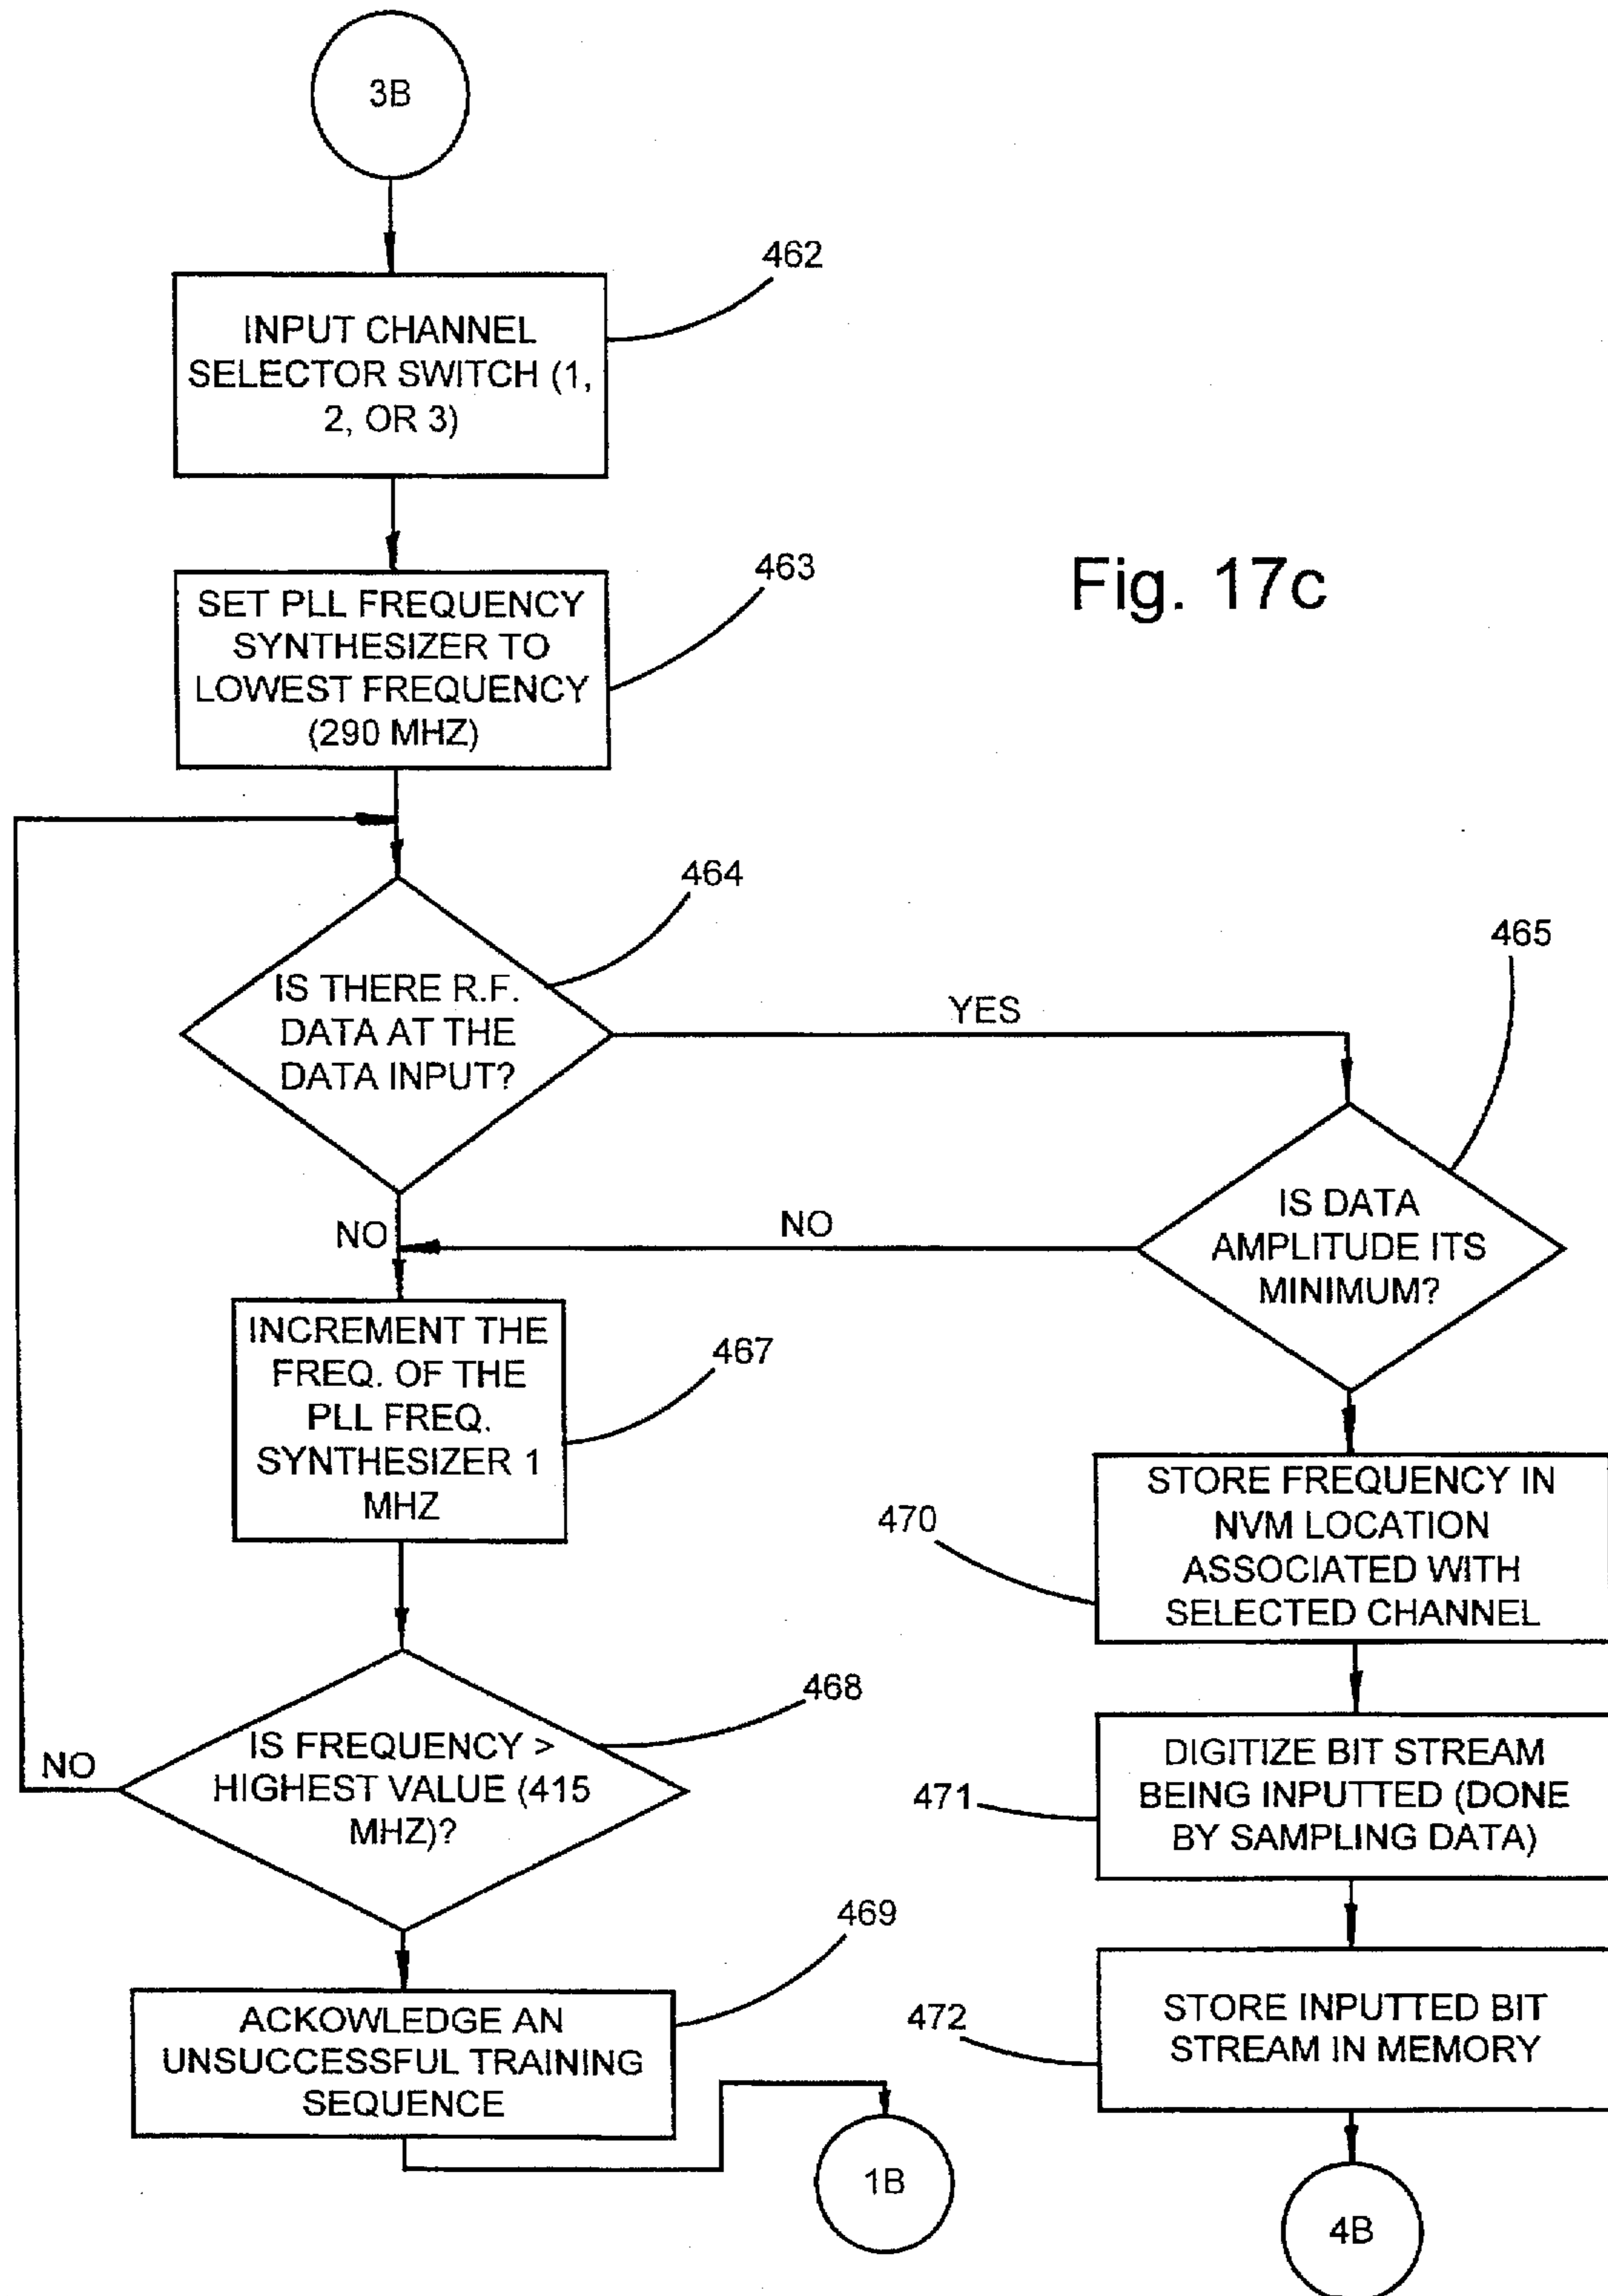 3B
462
INPUT CHANNEL
SELECTOR SWITCH (1,
2, OR 3)
463
SET PLL FREQUENCY
SYNTHESIZER TO
LOWEST FREQUENCY
(290 MHZ)
Fig. 17c
464
IS THERE R.F.
DATA AT THE
DATA INPUT?
YES
465
IS DATA
AMPLITUDE ITS
MINIMUM?
NO
NO
INCREMENT THE
FREQ. OF THE
PLL FREQ.
SYNTHESIZER 1
MHZ
467
470
STORE FREQUENCY IN
NVM LOCATION
ASSOCIATED WITH
SELECTED CHANNEL
468
IS FREQUENCY >
HIGHEST VALUE (415
MHZ)?
NO
471
DIGITIZE BIT STREAM
BEING INPUTTED (DONE
BY SAMPLING DATA)
469
ACKOWLEDGE AN
UNSUCCESSFUL TRAINING
SEQUENCE
472
STORE INPUTTED BIT
STREAM IN MEMORY
1B
4B